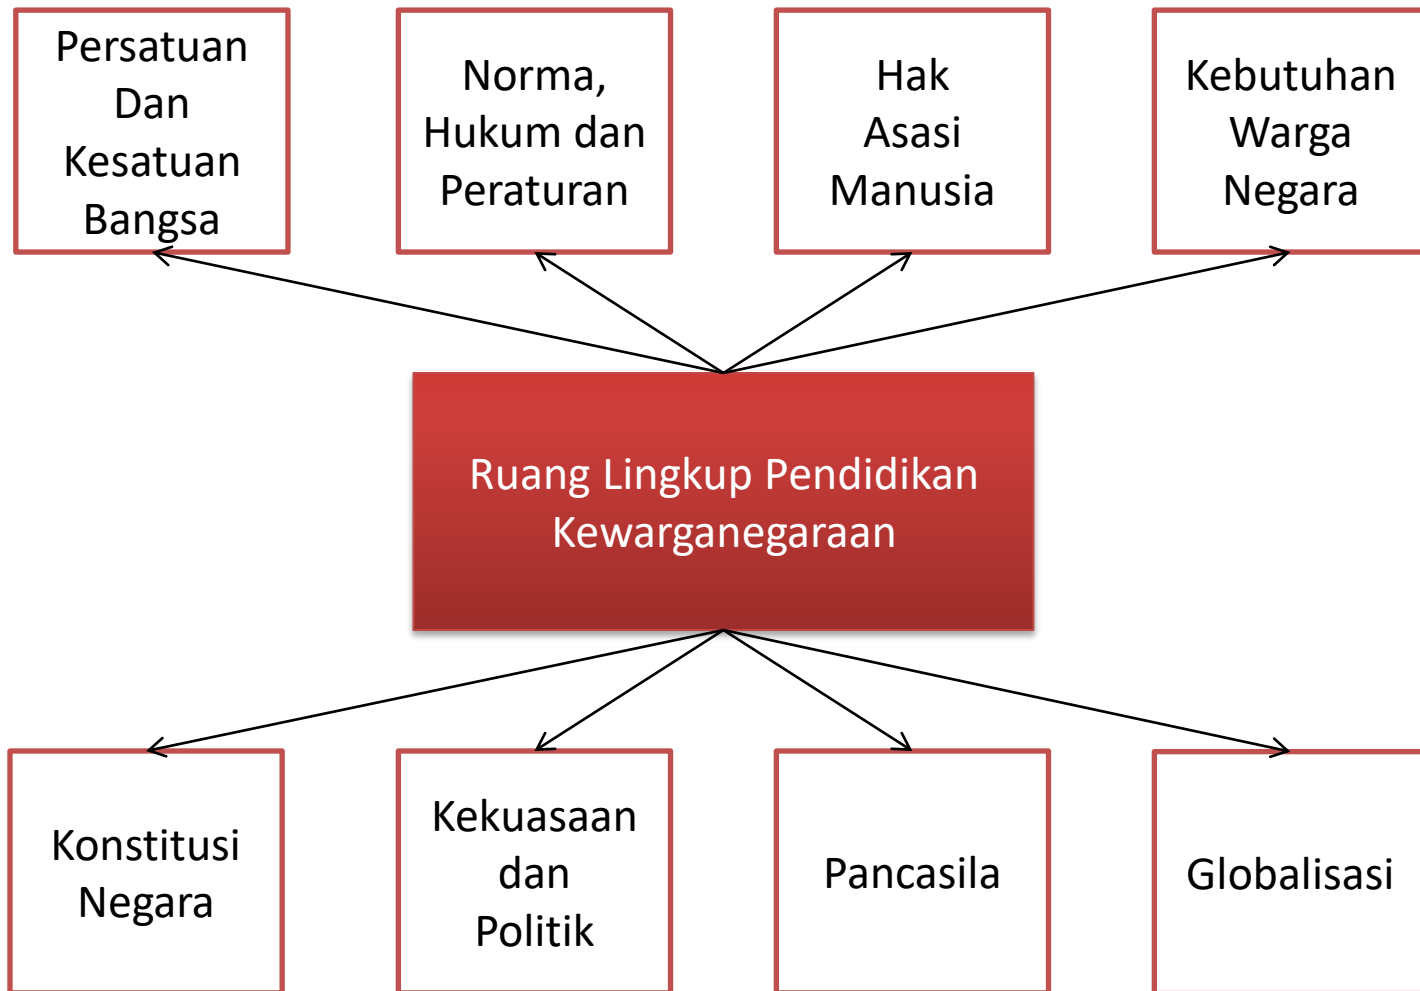 Persatuan
Dan
Kesatuan
Bangsa
Norma,
Hukum dan
Peraturan
Hak
Asasi
Manusia
Kebutuhan
Warga
Negara
Ruang Lingkup Pendidikan
Kewarganegaraan
Konstitusi
Negara
Kekuasaan
dan
Politik
Pancasila
Globalisasi